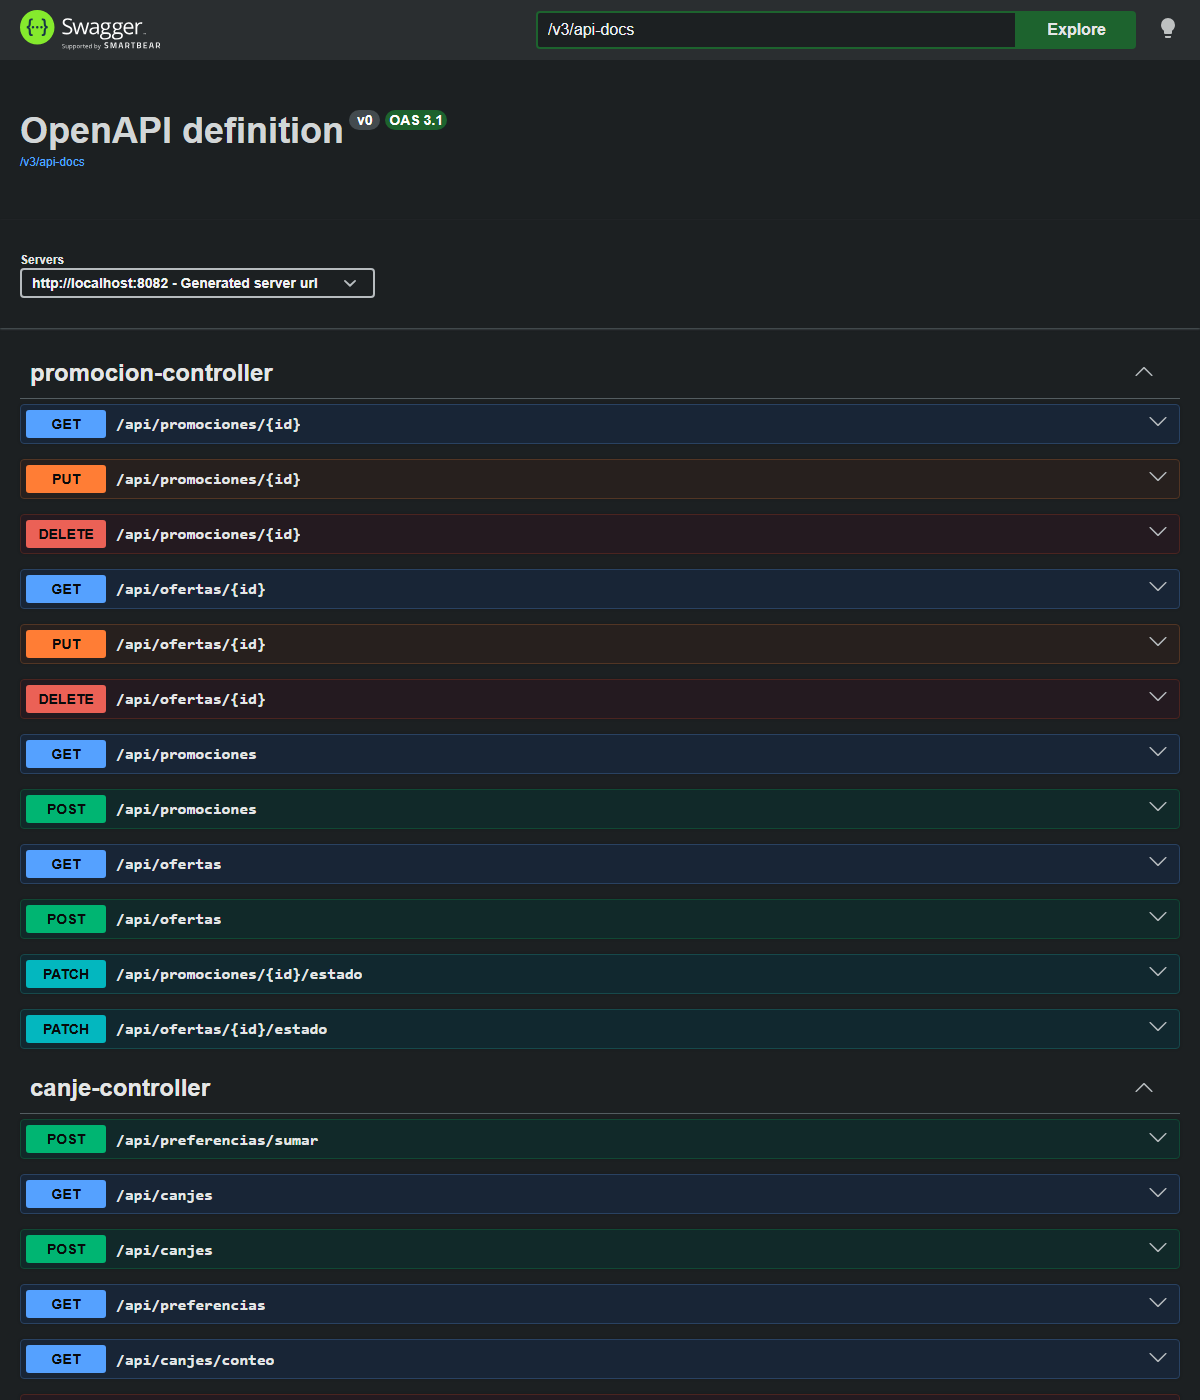 Swagger.
Supported by SMARTBEAR
/v3/api-docs
Explore
OpenAPI definition
v0
OAS 3.1
/v3/api-docs
Servers
http://localhost:8082 - Generated server url
promocion-controller
GET /api/promociones/{id}
PUT /api/promociones/{id}
DELETE /api/promociones/{id}
GET /api/ofertas/{id}
PUT /api/ofertas/{id}
DELETE /api/ofertas/{id}
GET /api/promociones
POST /api/promociones
GET /api/ofertas
POST /api/ofertas
PATCH /api/promociones/{id}/estado
PATCH /api/ofertas/{id}/estado
canje-controller
POST /api/preferencias/sumar
GET /api/canjes
POST /api/canjes
GET /api/preferencias
GET /api/canjes/conteo